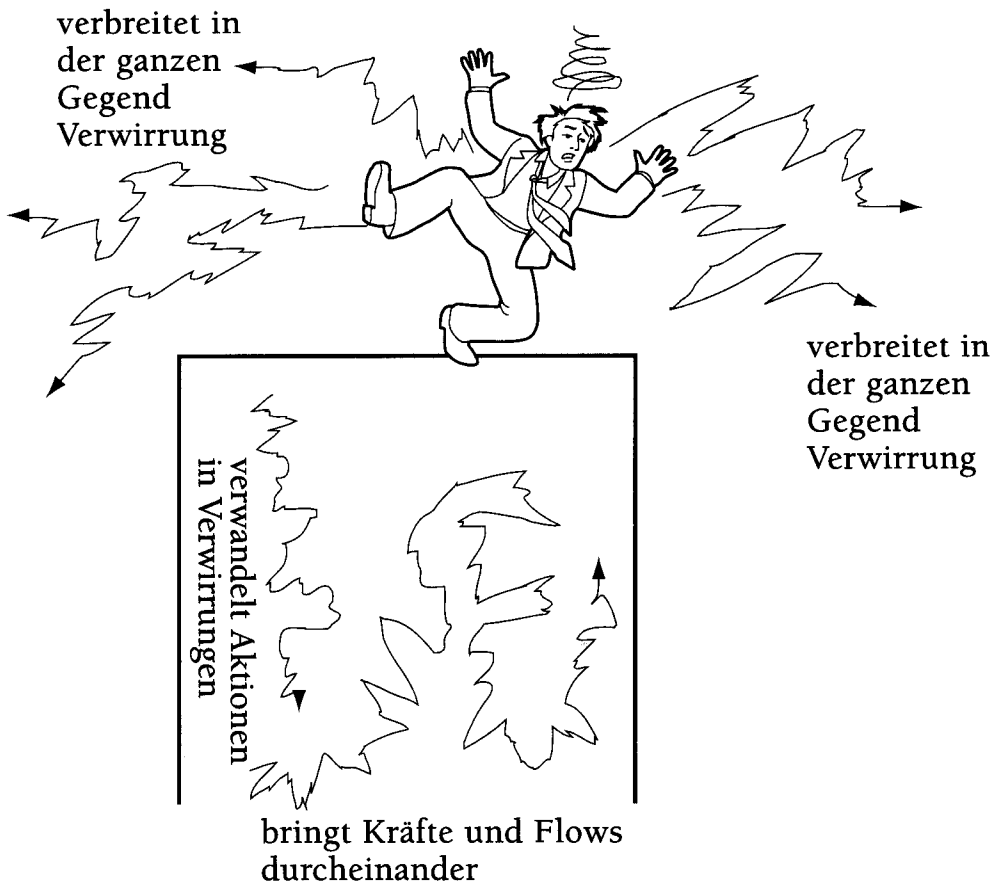 verbreitet in
der ganzen
Gegend
Verwirrung
verbreitet in
der ganzen
Gegend
Verwirrung
verwandelt Aktionen
in Verwirrungen
bringt Kräfte und Flows
durcheinander